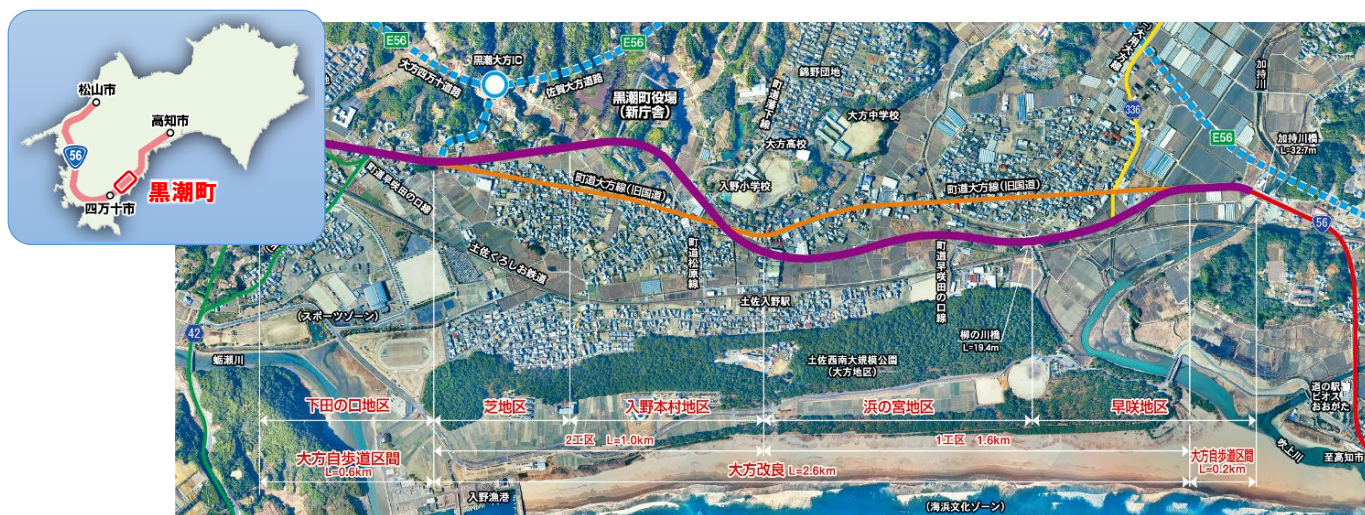 松山市
高知市
56
黒潮町
四万十市
E56
黒潮大方IC
E56
大方四万十道路
佐賀大方道路
黒潮町役場
(新庁舎)
錦野団地
大方中学校
大方高校
入野小学校
336
加持川
E56
加持川橋
L=32.7m
町道早咲田の口線
町道大方線(旧国道)
町道大方線(旧国道)
56
土佐くろしお鉄道
町道松原線
町道早咲田の口線
土佐入野駅
(スポーツゾーン)
42
蛎瀬川
柳の川橋
L=19.4m
土佐西南大規模公園
(大方地区)
道の駅
ビオス
おおがた
下田の口地区
芝地区
入野本村地区
浜の宮地区
早咲地区
2工区 L=1.0km
1工区 1.6km
大方自歩道区間
L=0.6km
大方改良 L=2.6km
大方自歩道区間
L=0.2km
吹上川
至高知市
入野漁港
(海浜文化ゾーン)